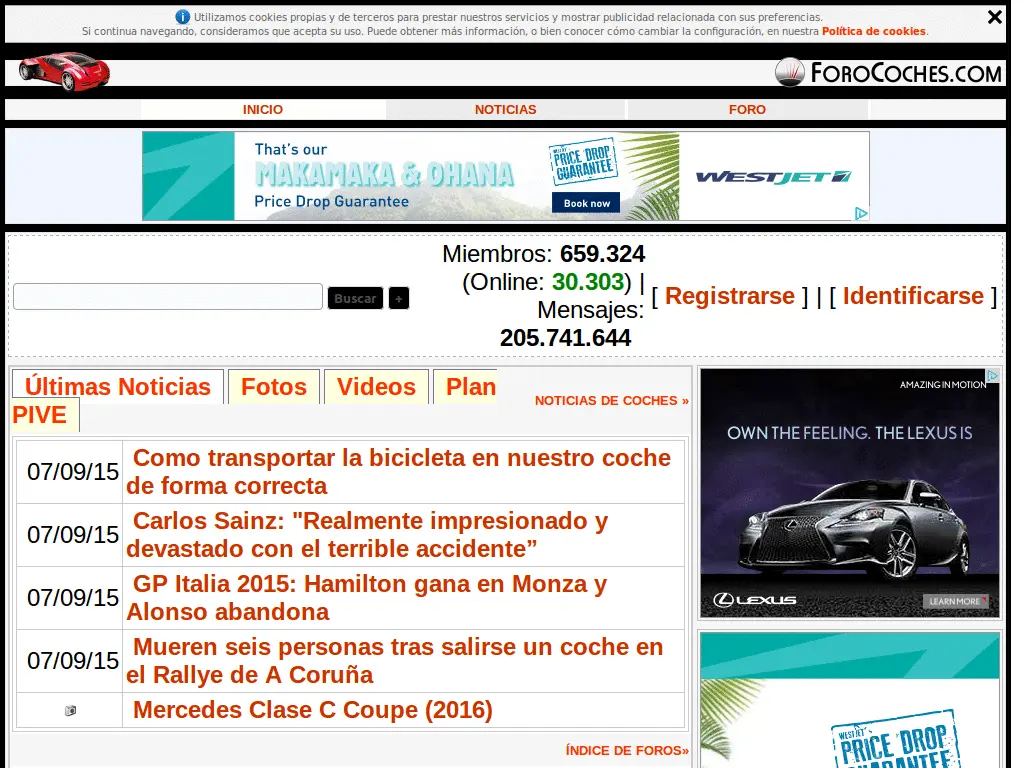 Utilizamos cookies propias y de terceros para prestar nuestros servicios y mostrar publicidad relacionada con sus preferencias.
Si continua navegando, consideramos que acepta su uso. Puede obtener más información, o bien conocer cómo cambiar la configuración, en nuestra Política de cookies.
FOROCOCHES.COM
INICIO
NOTICIAS
FORO
That's our
MAKAMAKA & OHANA
Price Drop Guarantee
WESTJET
PRICE DROP
GUARANTEE
Book now
WESTJET
Miembros: 659.324
(Online: 30.303) |
Mensajes:
205.741.644
Buscar
+
[ Registrarse ] | [ Identificarse ]
Últimas Noticias
Fotos
Videos
Plan
PIVE
NOTICIAS DE COCHES »
07/09/15
Como transportar la bicicleta en nuestro coche
de forma correcta
07/09/15
Carlos Sainz: "Realmente impresionado y
devastado con el terrible accidente”
07/09/15
GP Italia 2015: Hamilton gana en Monza y
Alonso abandona
07/09/15
Mueren seis personas tras salirse un coche en
el Rallye de A Coruña
Mercedes Clase C Coupe (2016)
ÍNDICE DE FOROS»
AMAZING IN MOTION
OWN THE FEELING. THE LEXUS IS
LEXUS
LEARN MORE
WESTJET
PRICE DROP
GUARANTEE